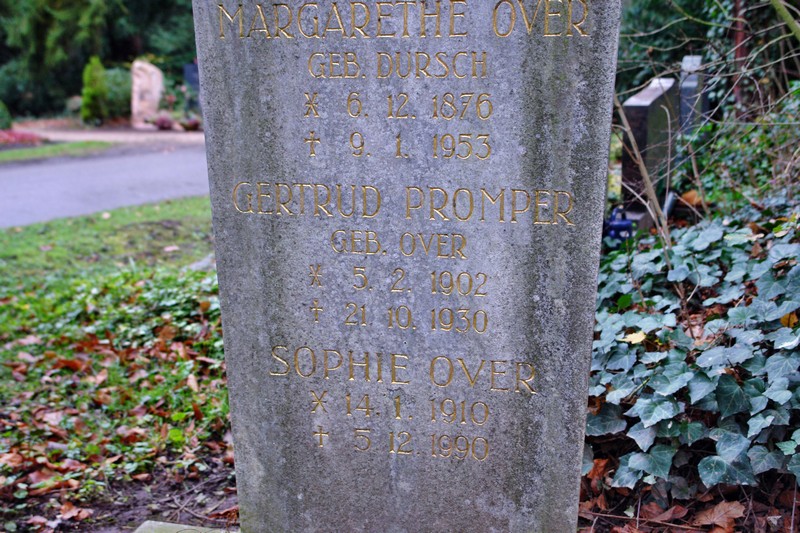 MARGARETHE OVER
GEB. DÜRSCH
* 6. 12. 1876
† 9. 1. 1953
GERTRUD PROMPER
GEB. OVER
* 5. 2. 1902
† 21. 10. 1930
SOPHIE OVER
* 14. 1. 1910
† 5. 12. 1990